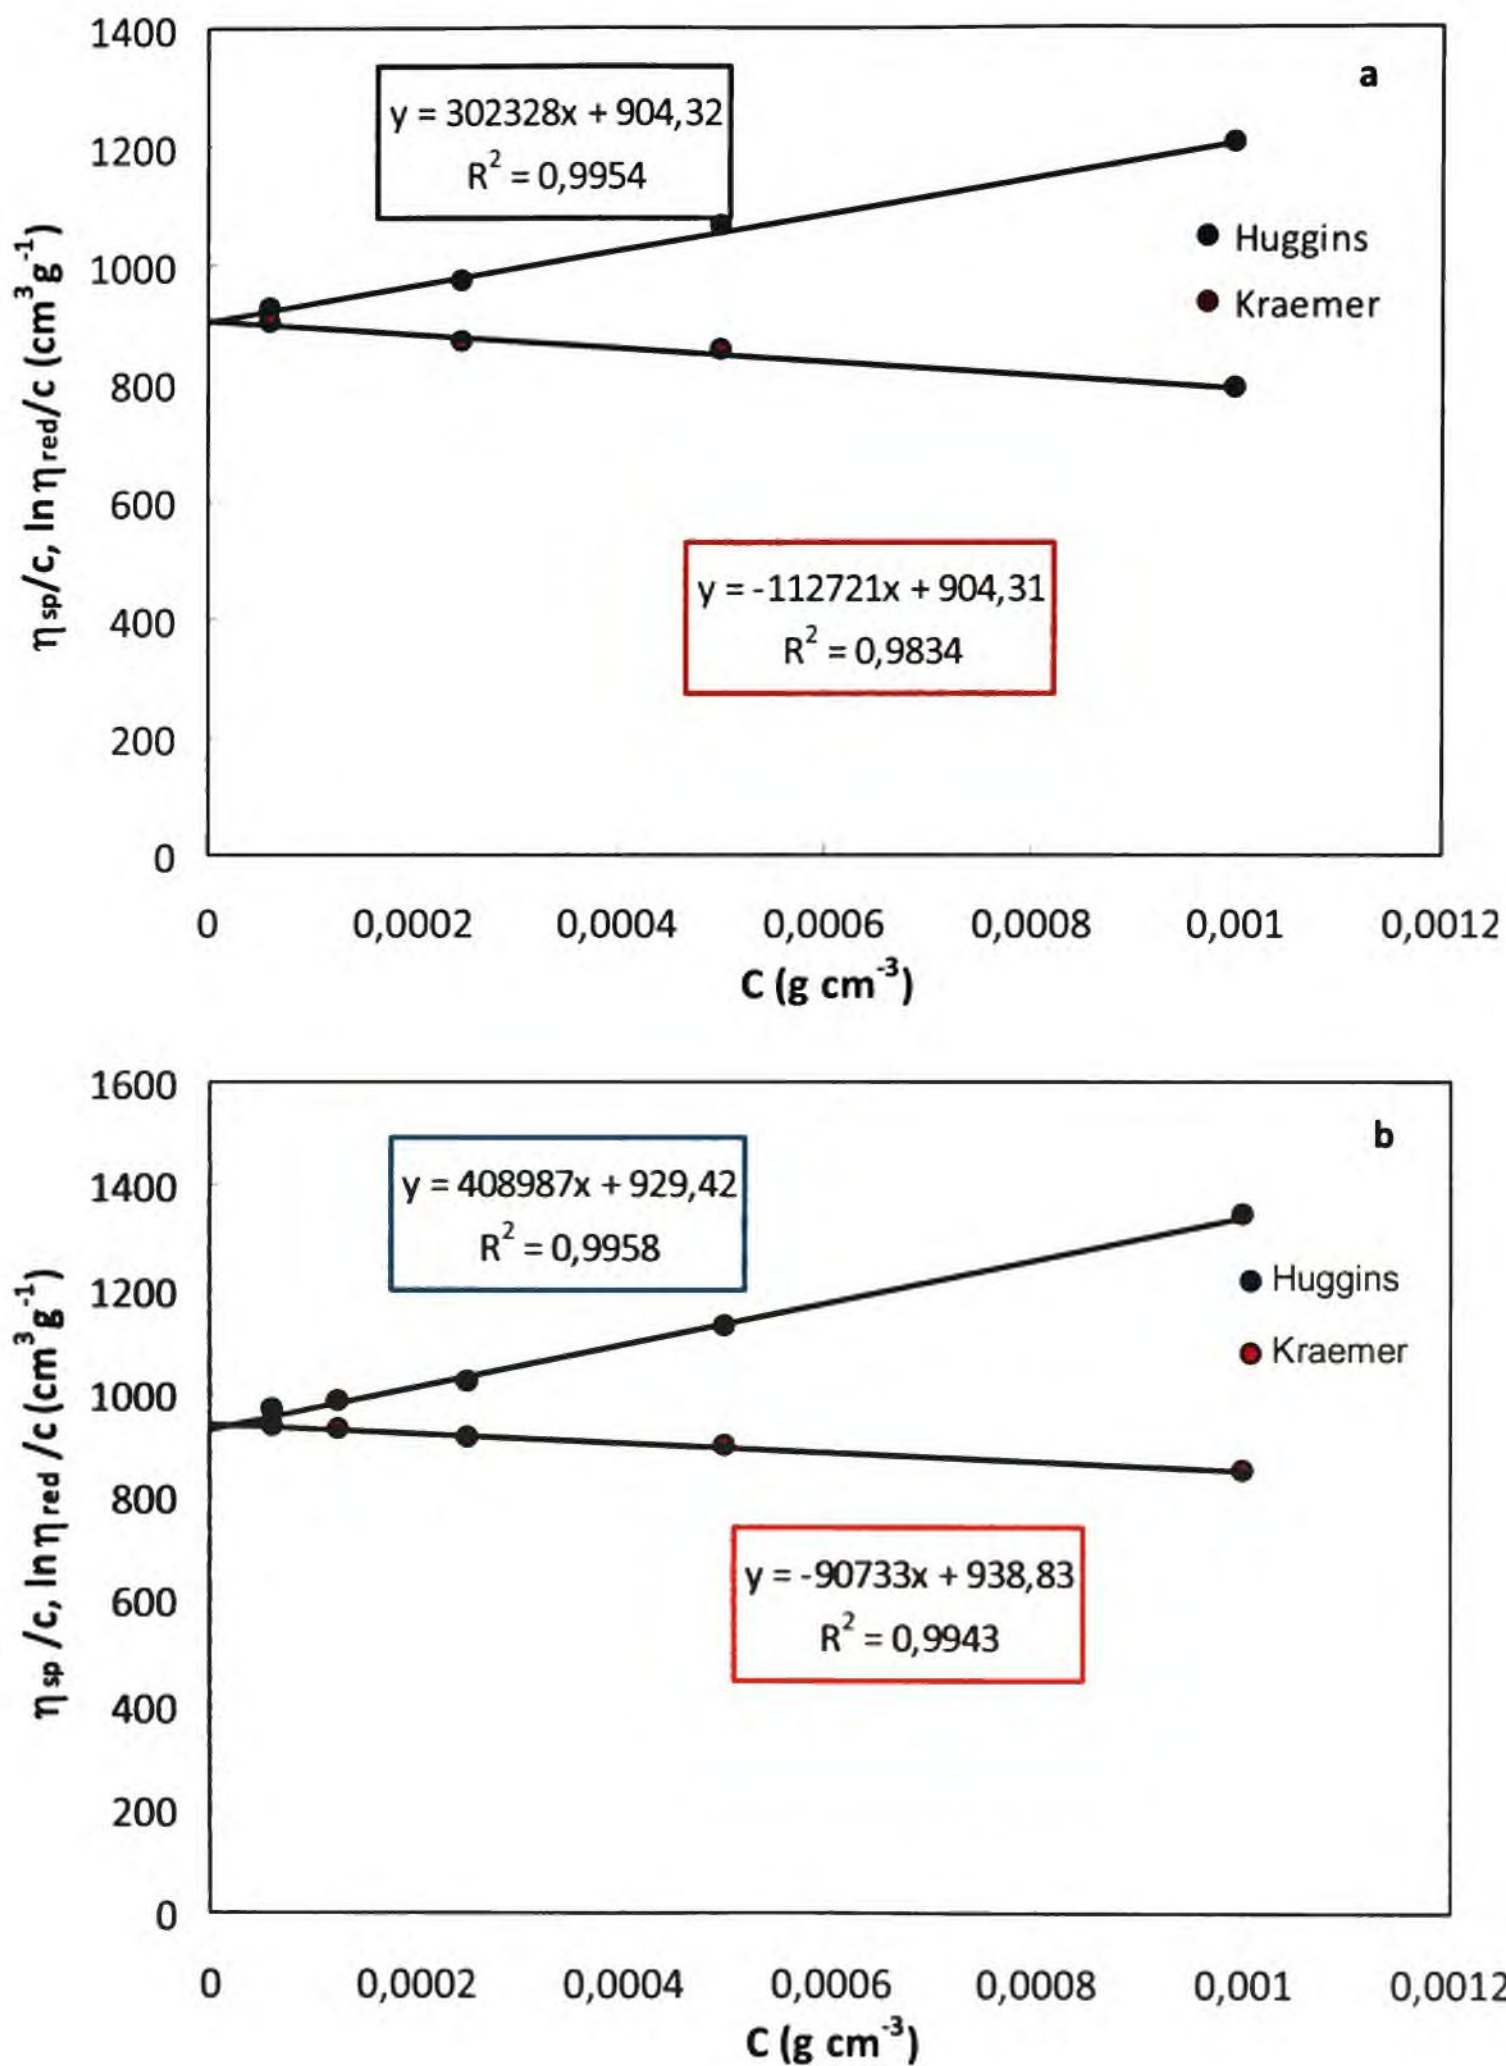 1400
a
y = 302328x + 904,32
R² = 0,9954
1200
Huggins
Kraemer
1000
800
600
y = -112721x + 904,31
R² = 0,9834
400
200
0
ηsp/c, ln ηred/c (cm³g⁻¹)
0 0,0002 0,0004 0,0006 0,0008 0,001 0,0012
C (g cm⁻³)
1600
b
y = 408987x + 929,42
R² = 0,9958
1400
1200
Huggins
Kraemer
1000
800
y = -90733x + 938,83
R² = 0,9943
600
400
200
0
ηsp /c, ln ηred /c (cm³g⁻¹)
0 0,0002 0,0004 0,0006 0,0008 0,001 0,0012
C (g cm⁻³)